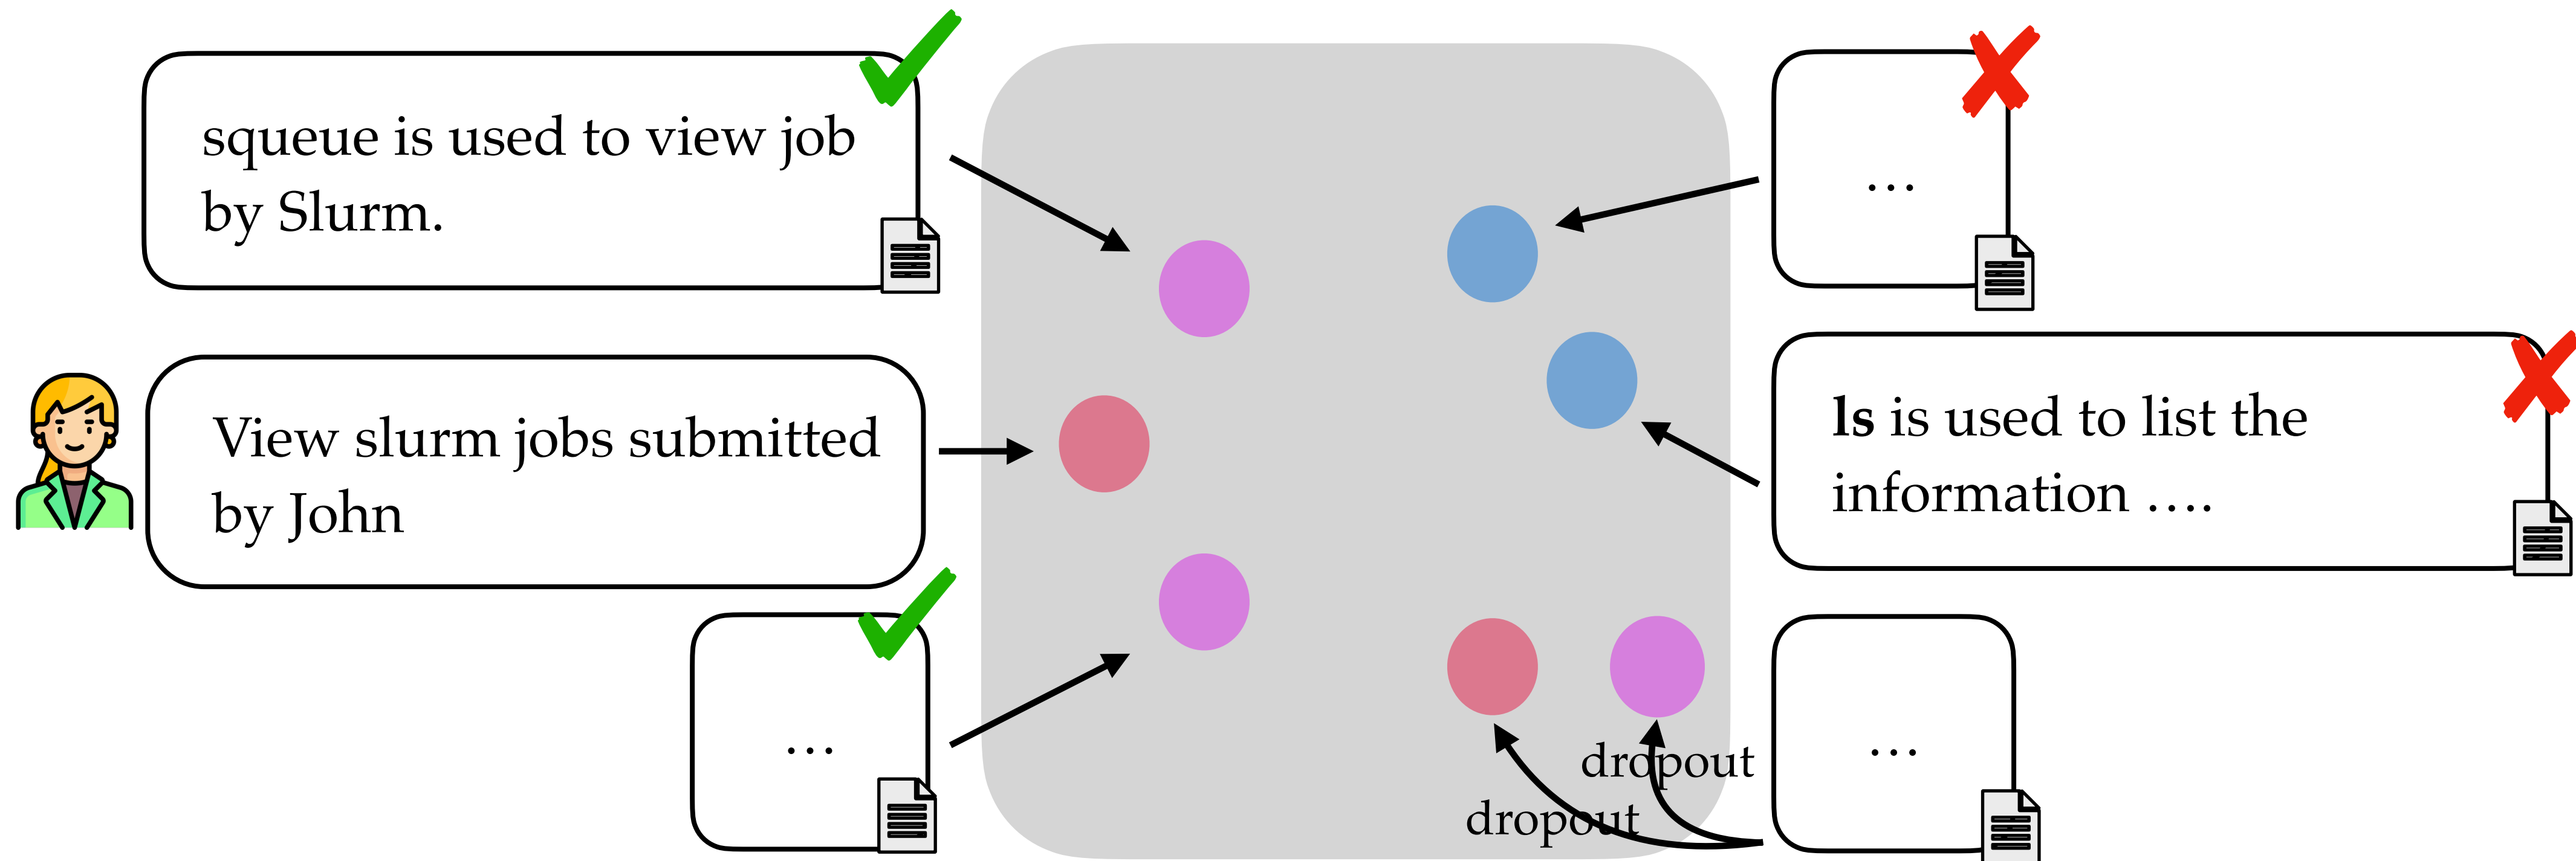 squeue is used to view job
by Slurm.
View slurm jobs submitted
by John
…
…
ls is used to list the
information ….
dropout
dropout
…